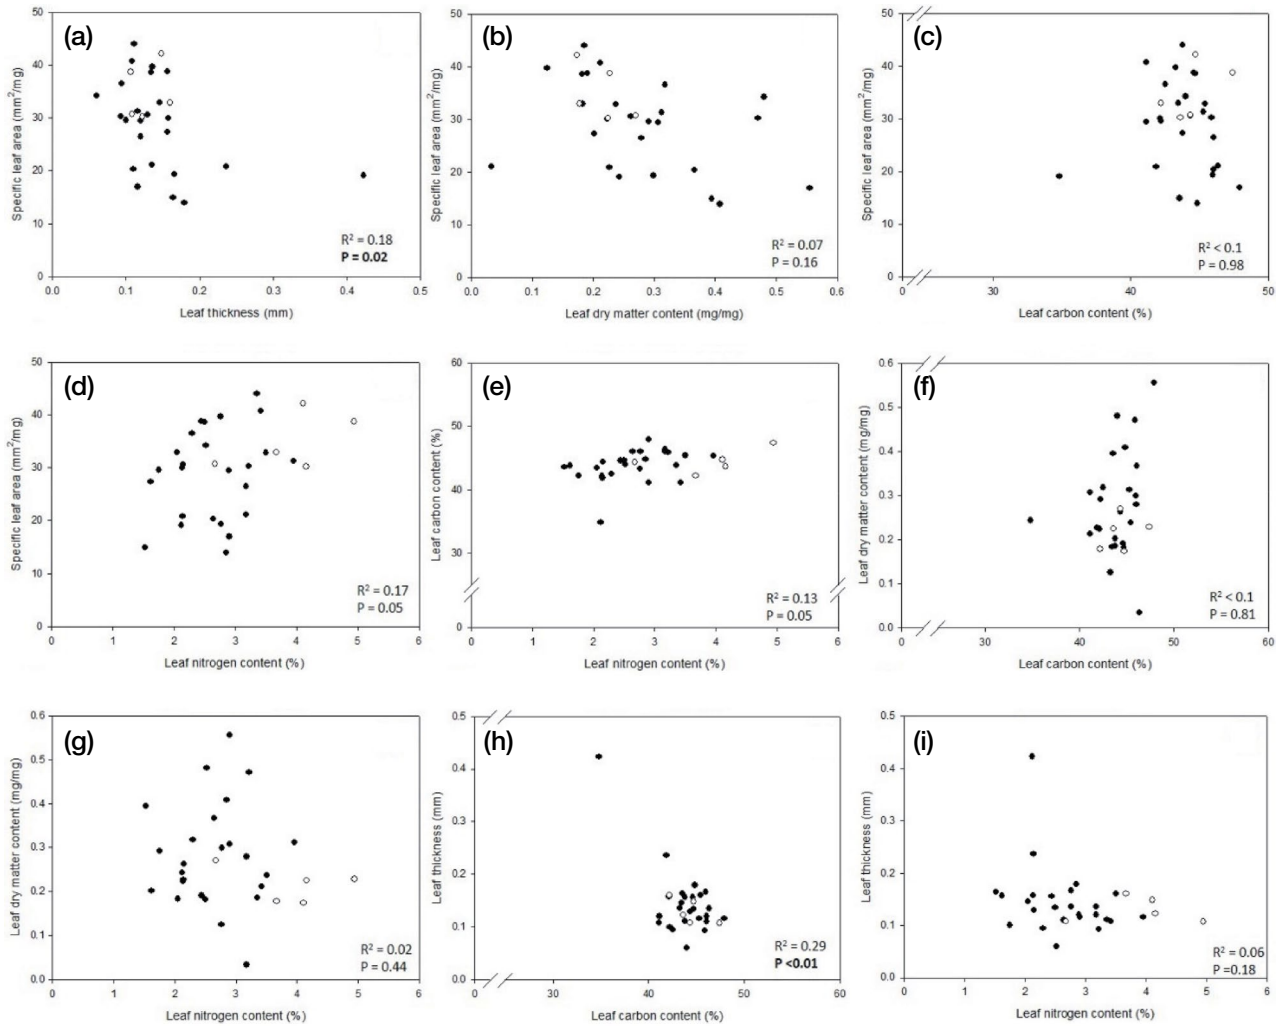 (a)
50
40
30
20
10
0
Specific leaf area (mm²/mg)
0.0 0.1 0.2 0.3 0.4 0.5
Leaf thickness (mm)
R² = 0.18
P = 0.02
(b)
50
40
30
20
10
0
Specific leaf area (mm²/mg)
0.0 0.1 0.2 0.3 0.4 0.5 0.6
Leaf dry matter content (mg/mg)
R² = 0.07
P = 0.16
(c)
50
40
30
20
10
0
Specific leaf area (mm²/mg)
0 30 40 50
Leaf carbon content (%)
R² < 0.1
P = 0.98
(d)
50
40
30
20
10
0
Specific leaf area (mm²/mg)
0 1 2 3 4 5 6
Leaf nitrogen content (%)
R² = 0.17
P = 0.05
(e)
60
50
40
30
0
Leaf carbon content (%)
0 1 2 3 4 5 6
Leaf nitrogen content (%)
R² = 0.13
P = 0.05
(f)
0.6
0.5
0.4
0.3
0.2
0.1
0.0
Leaf dry matter content (mg/mg)
0 30 40 50 60
Leaf carbon content (%)
R² < 0.1
P = 0.81
(g)
0.6
0.5
0.4
0.3
0.2
0.1
0.0
Leaf dry matter content (mg/mg)
0 1 2 3 4 5 6
Leaf nitrogen content (%)
R² = 0.02
P = 0.44
(h)
0.5
0.4
0.3
0.2
0.1
0.0
Leaf thickness (mm)
0 30 40 50 60
Leaf carbon content (%)
R² = 0.29
P <0.01
(i)
0.5
0.4
0.3
0.2
0.1
0.0
Leaf thickness (mm)
0 1 2 3 4 5 6
Leaf nitrogen content (%)
R² = 0.06
P =0.18